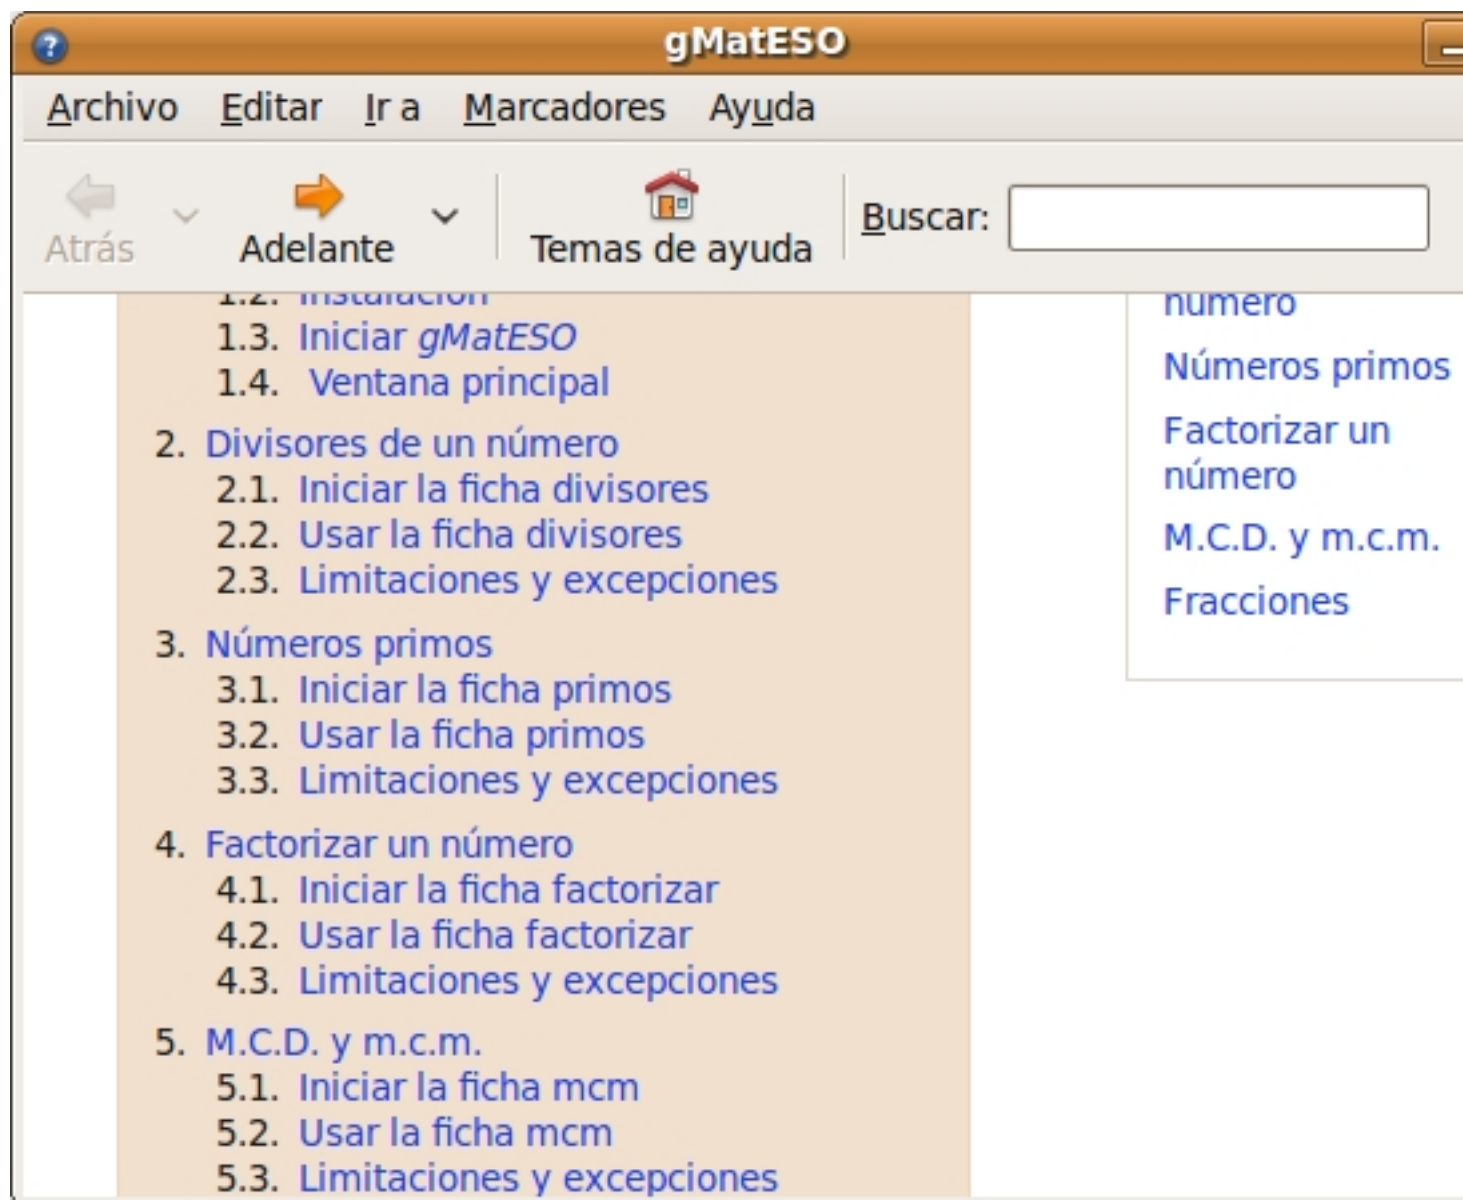 gMatESO
Archivo Editar Ir a Marcadores Ayuda
Atrás Adelante Temas de ayuda Buscar:
1.2. Instalación
1.3. Iniciar gMatESO
1.4. Ventana principal
2. Divisores de un número
2.1. Iniciar la ficha divisores
2.2. Usar la ficha divisores
2.3. Limitaciones y excepciones
3. Números primos
3.1. Iniciar la ficha primos
3.2. Usar la ficha primos
3.3. Limitaciones y excepciones
4. Factorizar un número
4.1. Iniciar la ficha factorizar
4.2. Usar la ficha factorizar
4.3. Limitaciones y excepciones
5. M.C.D. y m.c.m.
5.1. Iniciar la ficha mcm
5.2. Usar la ficha mcm
5.3. Limitaciones y excepciones
número
Números primos
Factorizar un
número
M.C.D. y m.c.m.
Fracciones